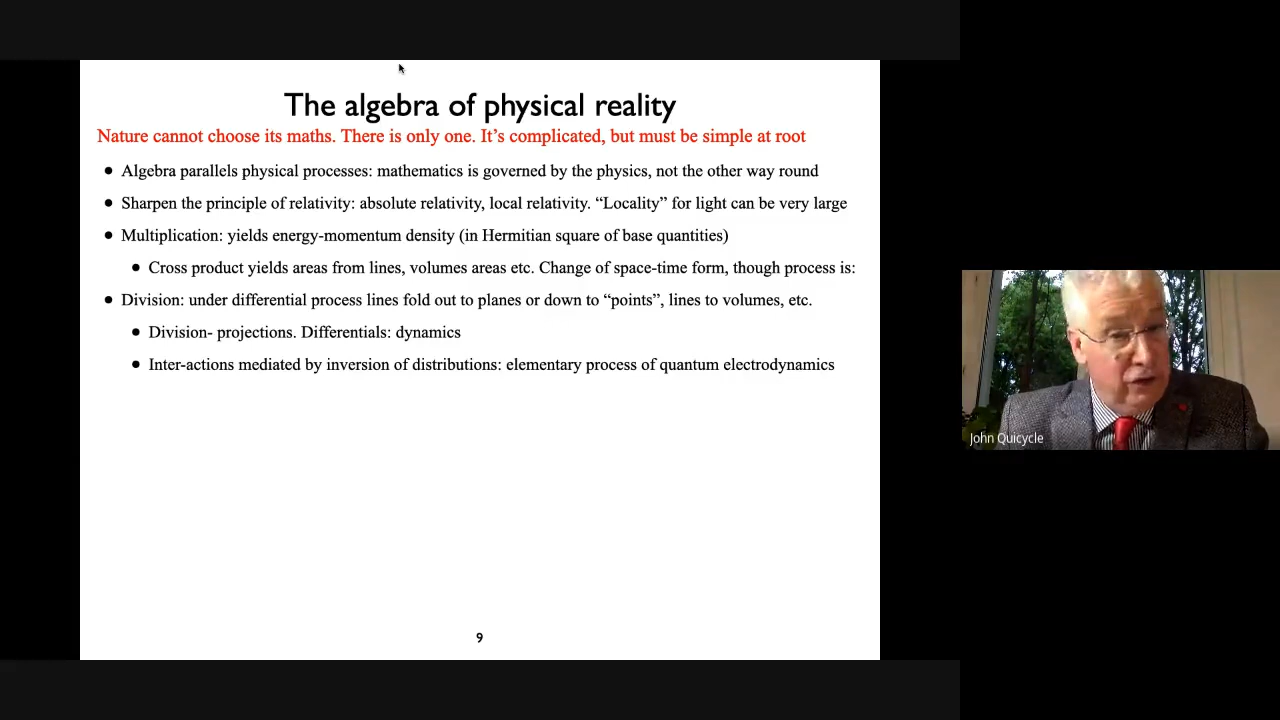 The algebra of physical reality
Nature cannot choose its maths. There is only one. It's complicated, but must be simple at root
• Algebra parallels physical processes: mathematics is governed by the physics, not the other way round
• Sharpen the principle of relativity: absolute relativity, local relativity. “Locality” for light can be very large
• Multiplication: yields energy-momentum density (in Hermitian square of base quantities)
• Cross product yields areas from lines, volumes areas etc. Change of space-time form, though process is:
• Division: under differential process lines fold out to planes or down to “points”, lines to volumes, etc.
• Division- projections. Differentials: dynamics
• Inter-actions mediated by inversion of distributions: elementary process of quantum electrodynamics
9
John Quicycle